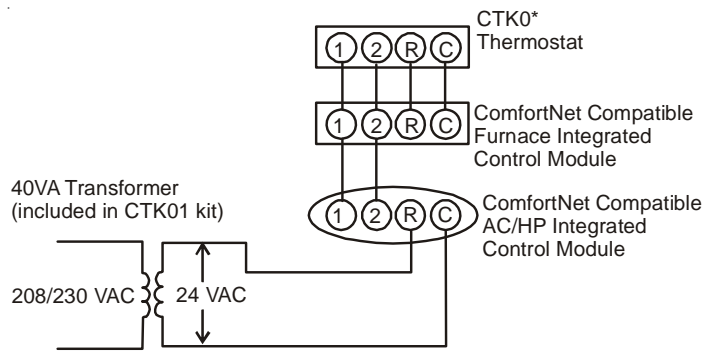 CTK0*
Thermostat
1 2 R C
ComfortNet Compatible
Furnace Integrated
Control Module
1 2 R C
40VA Transformer
(included in CTK01 kit)
ComfortNet Compatible
AC/HP Integrated
Control Module
1 2 R C
208/230 VAC
24 VAC